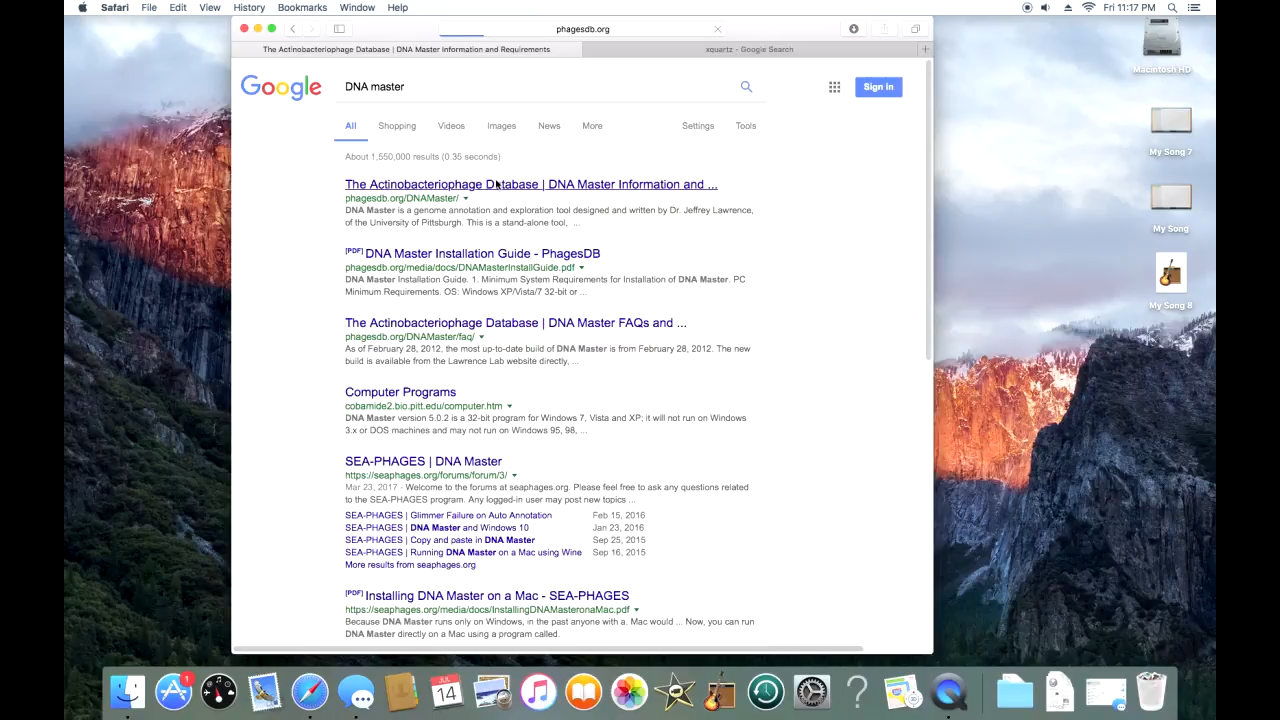 Safari File Edit View History Bookmarks Window Help
Fri 11:17 PM
phagesdb.org
The Actinobacteriophage Database | DNA Master Information and Requirements
xquartz - Google Search
Google
DNA master
Sign in
All Shopping Videos Images News More Settings Tools
About 1,550,000 results (0.35 seconds)
The Actinobacteriophage Database | DNA Master Information and ...
phagesdb.org/DNAMaster/
DNA Master is a genome annotation and exploration tool designed and written by Dr. Jeffrey Lawrence,
of the University of Pittsburgh. This is a stand-alone tool, ...
[PDF] DNA Master Installation Guide - PhagesDB
phagesdb.org/media/docs/DNAMasterInstallGuide.pdf
DNA Master Installation Guide. 1. Minimum System Requirements for Installation of DNA Master. PC
Minimum Requirements. OS: Windows XP/Vista/7 32-bit or ...
The Actinobacteriophage Database | DNA Master FAQs and ...
phagesdb.org/DNAMaster/faq/
As of February 28, 2012, the most up-to-date build of DNA Master is from February 28, 2012. The new
build is available from the Lawrence Lab website directly, ...
Computer Programs
cobamide2.bio.pitt.edu/computer.htm
DNA Master version 5.0.2 is a 32-bit program for Windows 7, Vista and XP; it will not run on Windows
3.x or DOS machines and may not run on Windows 95, 98, ...
SEA-PHAGES | DNA Master
https://seaphages.org/forums/forum/3/
Mar 23, 2017 - Welcome to the forums at seaphages.org. Please feel free to ask any questions related
to the SEA-PHAGES program. Any logged-in user may post new topics ...
SEA-PHAGES | Glimmer Failure on Auto Annotation Feb 15, 2016
SEA-PHAGES | DNA Master and Windows 10 Jan 23, 2016
SEA-PHAGES | Copy and paste in DNA Master Sep 25, 2015
SEA-PHAGES | Running DNA Master on a Mac using Wine Sep 16, 2015
More results from seaphages.org
[PDF] Installing DNA Master on a Mac - SEA-PHAGES
https://seaphages.org/media/docs/InstallingDNAMasteronaMac.pdf
Because DNA Master runs only on Windows, in the past anyone with a. Mac would ... Now, you can run
DNA Master directly on a Mac using a program called.
Macintosh HD
My Song 7
My Song
My Song 8
1
JUL
14